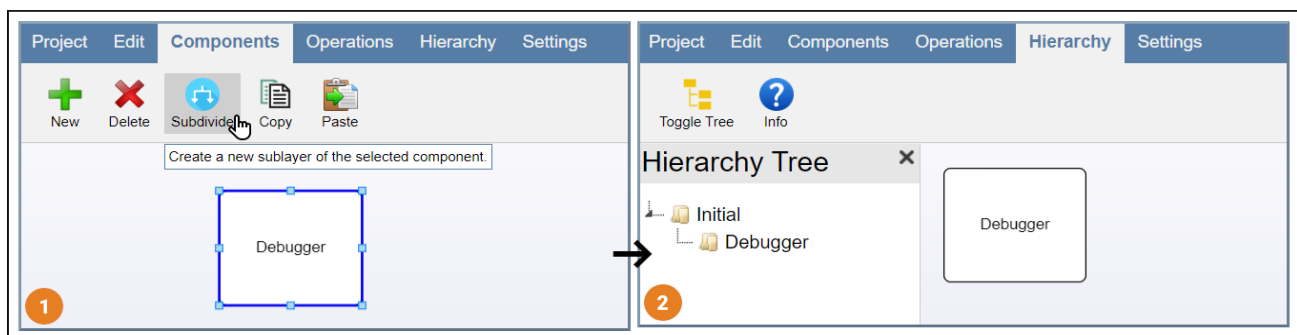 Project Edit Components Operations Hierarchy Settings
New Delete Subdivide Copy Paste
Create a new sublayer of the selected component.
Debugger
1
Project Edit Components Operations Hierarchy Settings
Toggle Tree Info
Hierarchy Tree
Initial
Debugger
Debugger
2